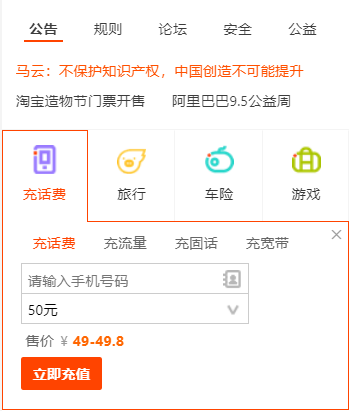 公告 规则 论坛 安全 公益
马云：不保护知识产权，中国创造不可能提升
淘宝造物节门票开售 阿里巴巴9.5公益周
充话费 旅行 车险 游戏
充话费 充流量 充固话 充宽带
请输入手机号码
50元
售价 ¥ 49-49.8
立即充值